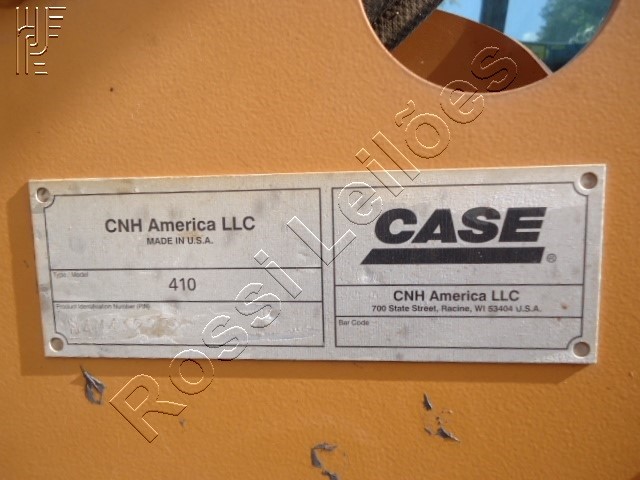 CNH America LLC
MADE IN U.S.A.
Type / Model
410
Product Identification Number (PIN)
CASE
®
CNH America LLC
700 State Street, Racine, WI 53404 U.S.A.
Bar Code
Rossi Leilões